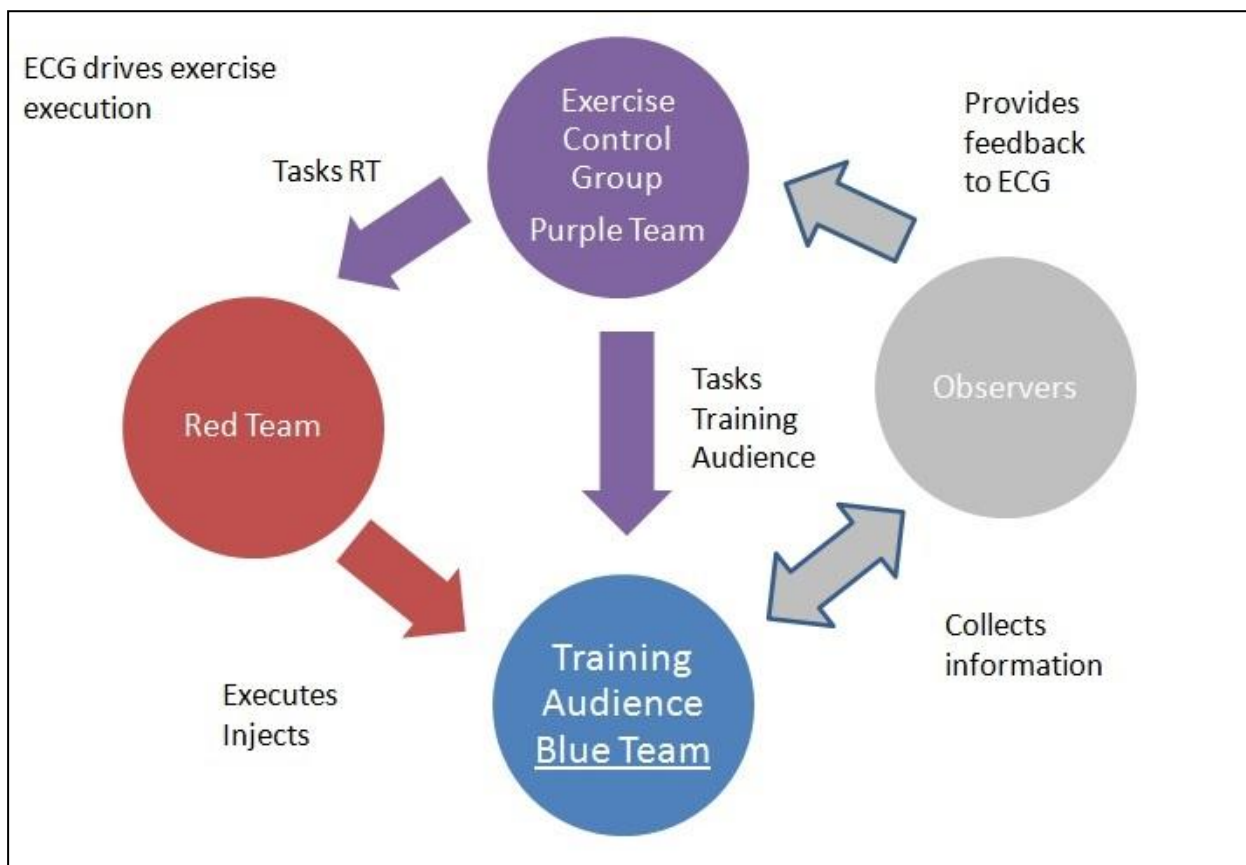 ECG drives exercise
execution
Exercise
Control
Group
Purple Team
Provides
feedback
to ECG
Tasks RT
Red Team
Tasks
Training
Audience
Observers
Executes
Injects
Training
Audience
Blue Team
Collects
information